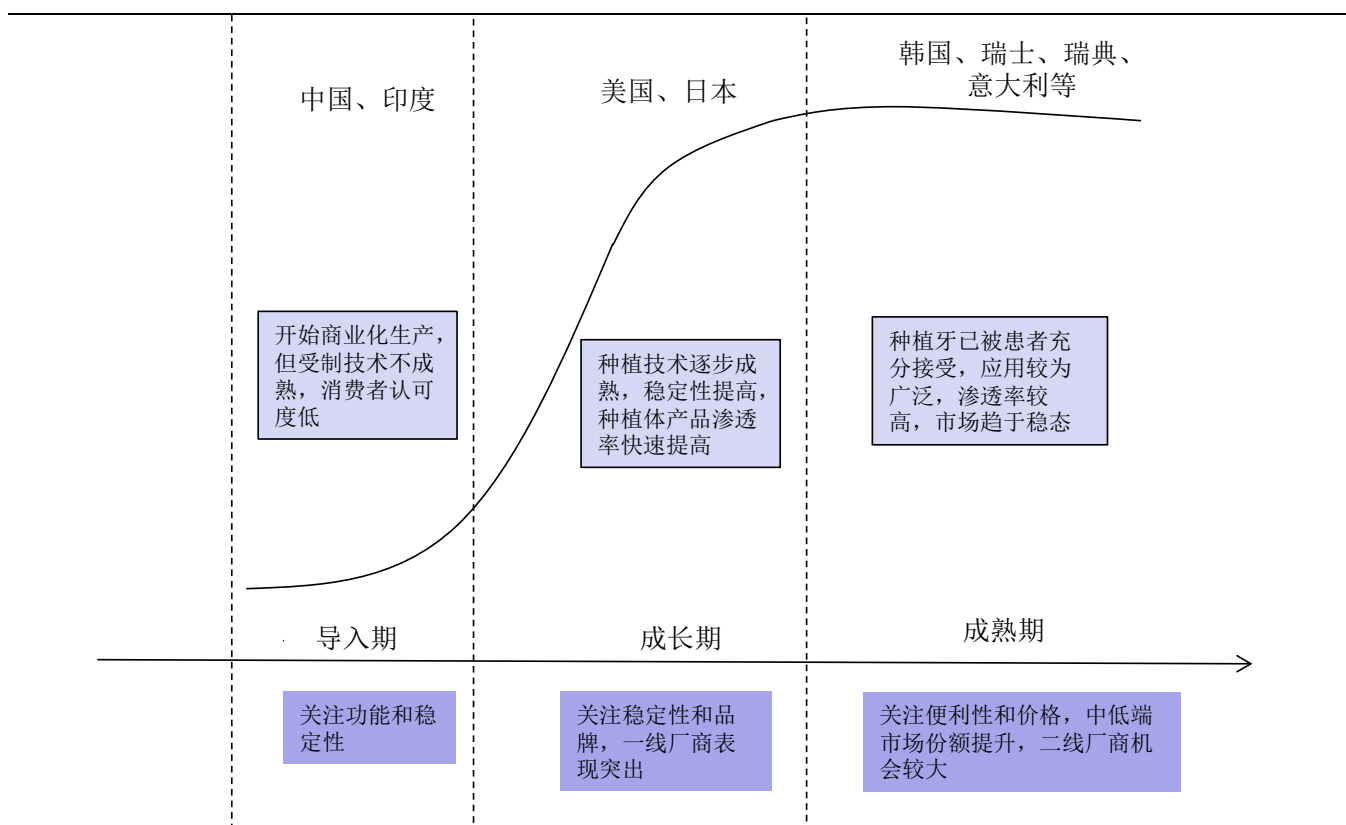 中国、印度
美国、日本
韩国、瑞士、瑞典、
意大利等
开始商业化生产，
但受制技术不成
熟，消费者认可
度低
种植技术逐步成
熟，稳定性提高，
种植体产品渗透
率快速提高
种植牙已被患者充
分接受，应用较为
广泛，渗透率较
高，市场趋于稳态
导入期
成长期
成熟期
关注功能和稳
定性
关注稳定性和品
牌，一线厂商表
现突出
关注便利性和价格，中低端
市场份额提升，二线厂商机
会较大